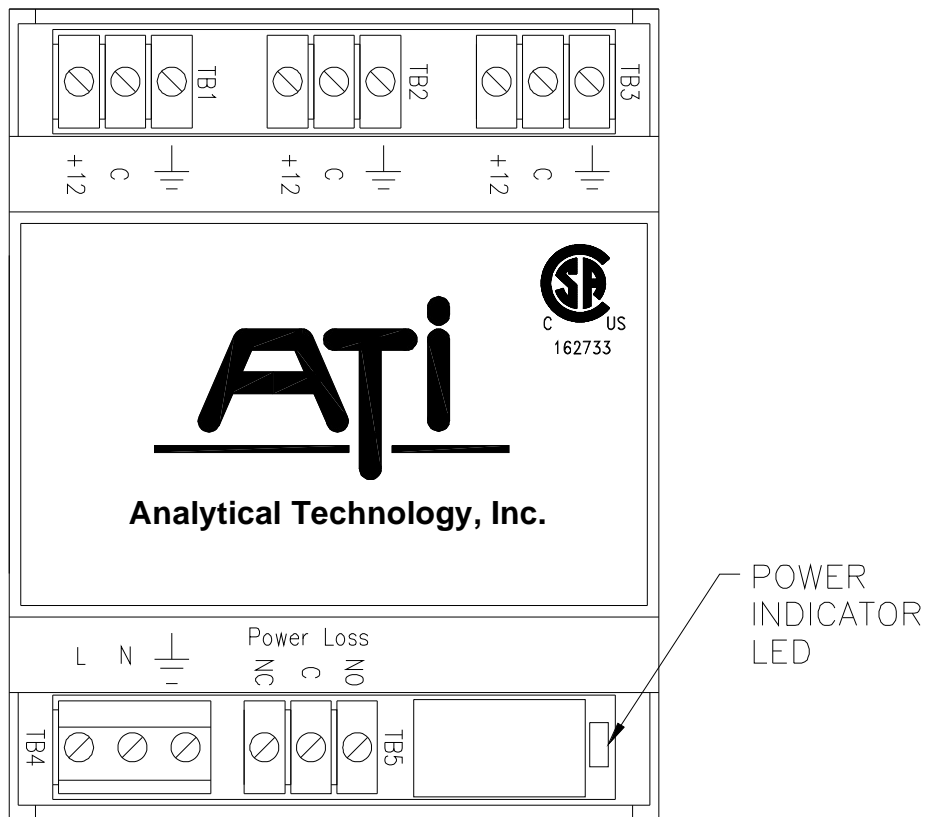 TB1
TB2
TB3
+12 C
+12 C
+12 C
CSA
C US
162733
ATi
Analytical Technology, Inc.
POWER
INDICATOR
LED
L N
Power Loss
NC C NO
TB4
TB5